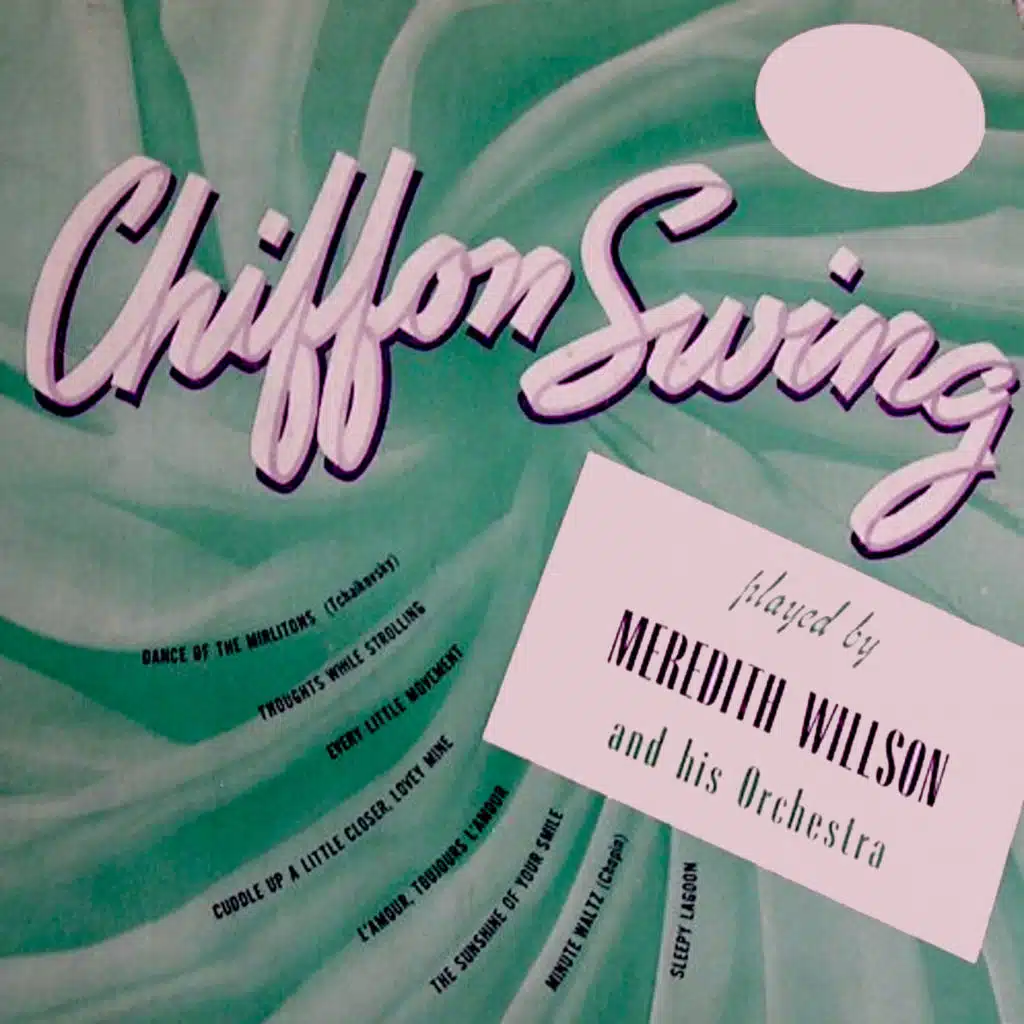 Chiffon Swing
played by
MEREDITH WILLSON
and his Orchestra
DANCE OF THE MIRLITONS (Tchaikovsky)
THOUGHTS WHILE STROLLING
EVERY LITTLE MOVEMENT
CUDDLE UP A LITTLE CLOSER, LOVEY MINE
L'AMOUR, TOUJOURS L'AMOUR
THE SUNSHINE OF YOUR SMILE
MINUTE WALTZ (Chopin)
SLEEPY LAGOON